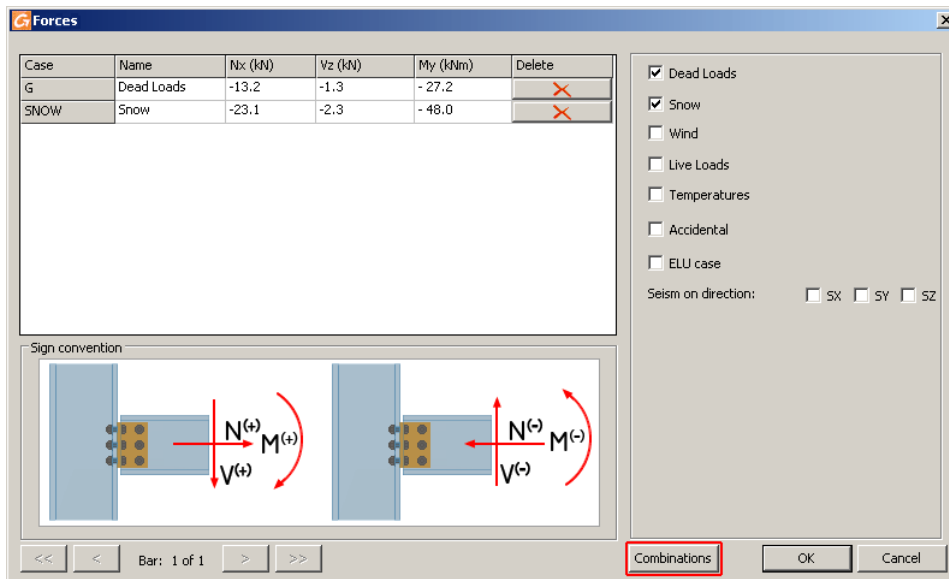 Forces
Case Name Nx (kN) Vz (kN) My (kNm) Delete
G Dead Loads -13.2 -1.3 - 27.2
SNOW Snow -23.1 -2.3 - 48.0
Dead Loads
Snow
Wind
Live Loads
Temperatures
Accidental
ELU case
Seism on direction: SX SY SZ
Sign convention
N(+) M(+) V(+)
N(-) M(-) V(-)
<< < Bar: 1 of 1 > >>
Combinations OK Cancel